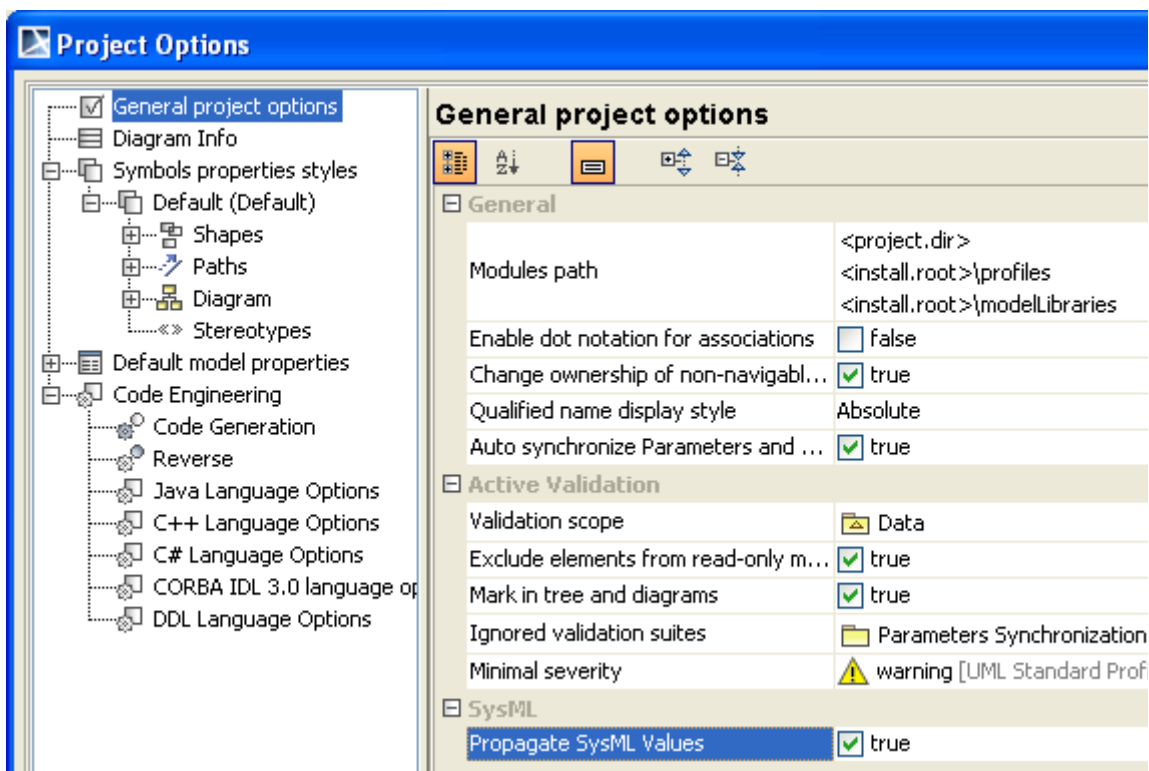 Project Options
General project options
Diagram Info
Symbols properties styles
Default (Default)
Shapes
Paths
Diagram
«» Stereotypes
Default model properties
Code Engineering
Code Generation
Reverse
Java Language Options
C++ Language Options
C# Language Options
CORBA IDL 3.0 language op
DDL Language Options
General project options
General
Modules path
<project.dir>
<install.root>\profiles
<install.root>\modelLibraries
Enable dot notation for associations false
Change ownership of non-navigabl... true
Qualified name display style Absolute
Auto synchronize Parameters and ... true
Active Validation
Validation scope Data
Exclude elements from read-only m... true
Mark in tree and diagrams true
Ignored validation suites Parameters Synchronization
Minimal severity warning [UML Standard Prof
SysML
Propagate SysML Values true